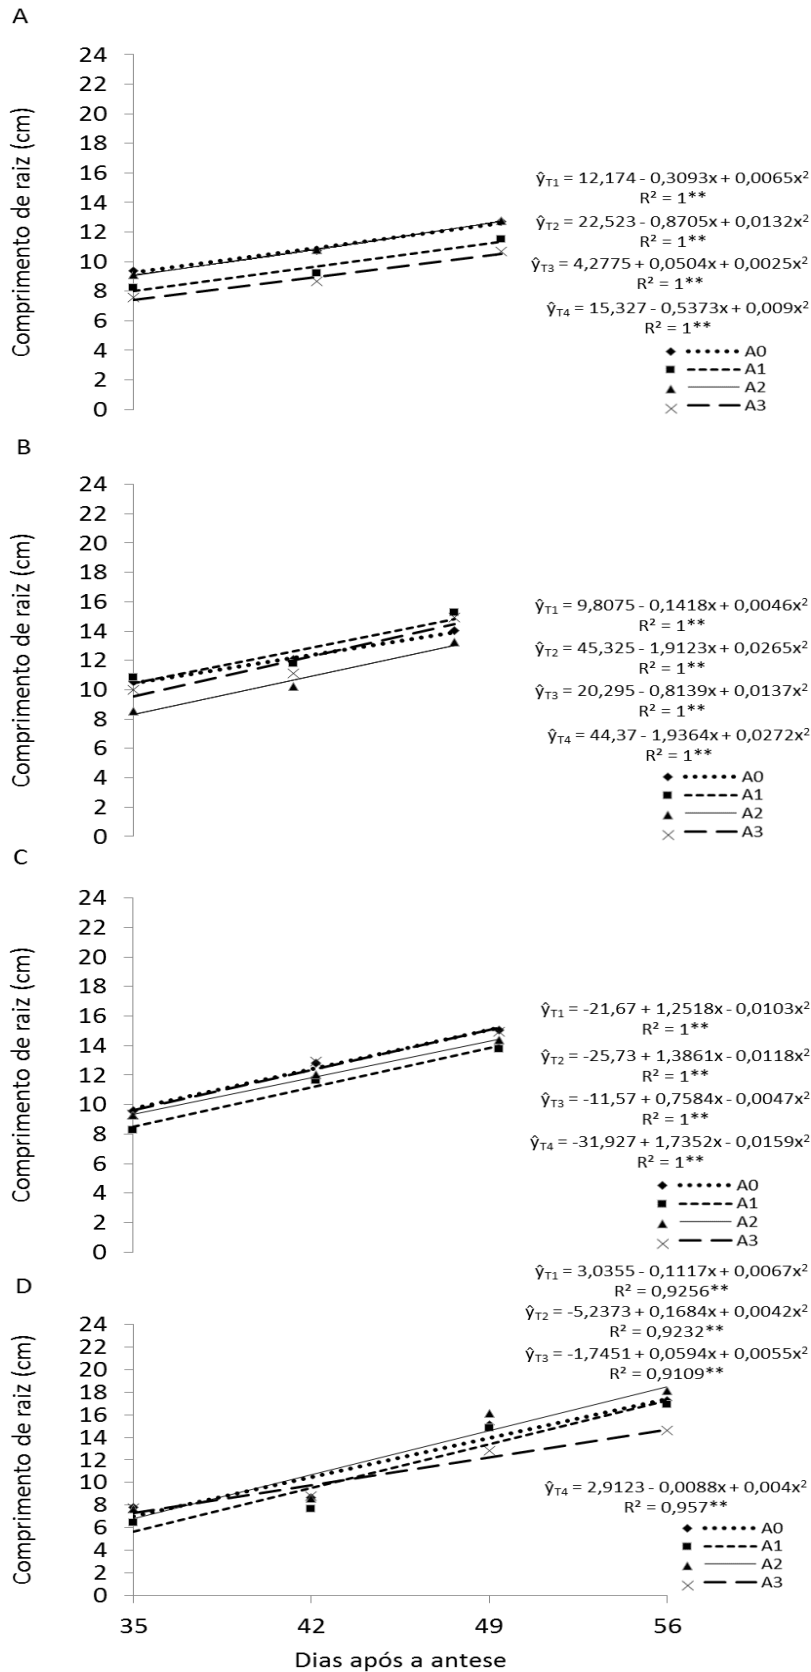 A
Comprimento de raiz (cm)
24
22
20
18
16
14
12
10
8
6
4
2
0
ŷT1 = 12,174 - 0,3093x + 0,0065x²
R² = 1**
ŷT2 = 22,523 - 0,8705x + 0,0132x²
R² = 1**
ŷT3 = 4,2775 + 0,0504x + 0,0025x²
R² = 1**
ŷT4 = 15,327 - 0,5373x + 0,009x²
R² = 1**
A0
A1
A2
A3
B
Comprimento de raiz (cm)
24
22
20
18
16
14
12
10
8
6
4
2
0
ŷT1 = 9,8075 - 0,1418x + 0,0046x²
R² = 1**
ŷT2 = 45,325 - 1,9123x + 0,0265x²
R² = 1**
ŷT3 = 20,295 - 0,8139x + 0,0137x²
R² = 1**
ŷT4 = 44,37 - 1,9364x + 0,0272x²
R² = 1**
A0
A1
A2
A3
C
Comprimento de raiz (cm)
24
22
20
18
16
14
12
10
8
6
4
2
0
ŷT1 = -21,67 + 1,2518x - 0,0103x²
R² = 1**
ŷT2 = -25,73 + 1,3861x - 0,0118x²
R² = 1**
ŷT3 = -11,57 + 0,7584x - 0,0047x²
R² = 1**
ŷT4 = -31,927 + 1,7352x - 0,0159x²
R² = 1**
A0
A1
A2
A3
D
Comprimento de raiz (cm)
24
22
20
18
16
14
12
10
8
6
4
2
0
ŷT1 = 3,0355 - 0,1117x + 0,0067x²
R² = 0,9256**
ŷT2 = -5,2373 + 0,1684x + 0,0042x²
R² = 0,9232**
ŷT3 = -1,7451 + 0,0594x + 0,0055x²
R² = 0,9109**
ŷT4 = 2,9123 - 0,0088x + 0,004x²
R² = 0,957**
A0
A1
A2
A3
35 42 49 56
Dias após a antese